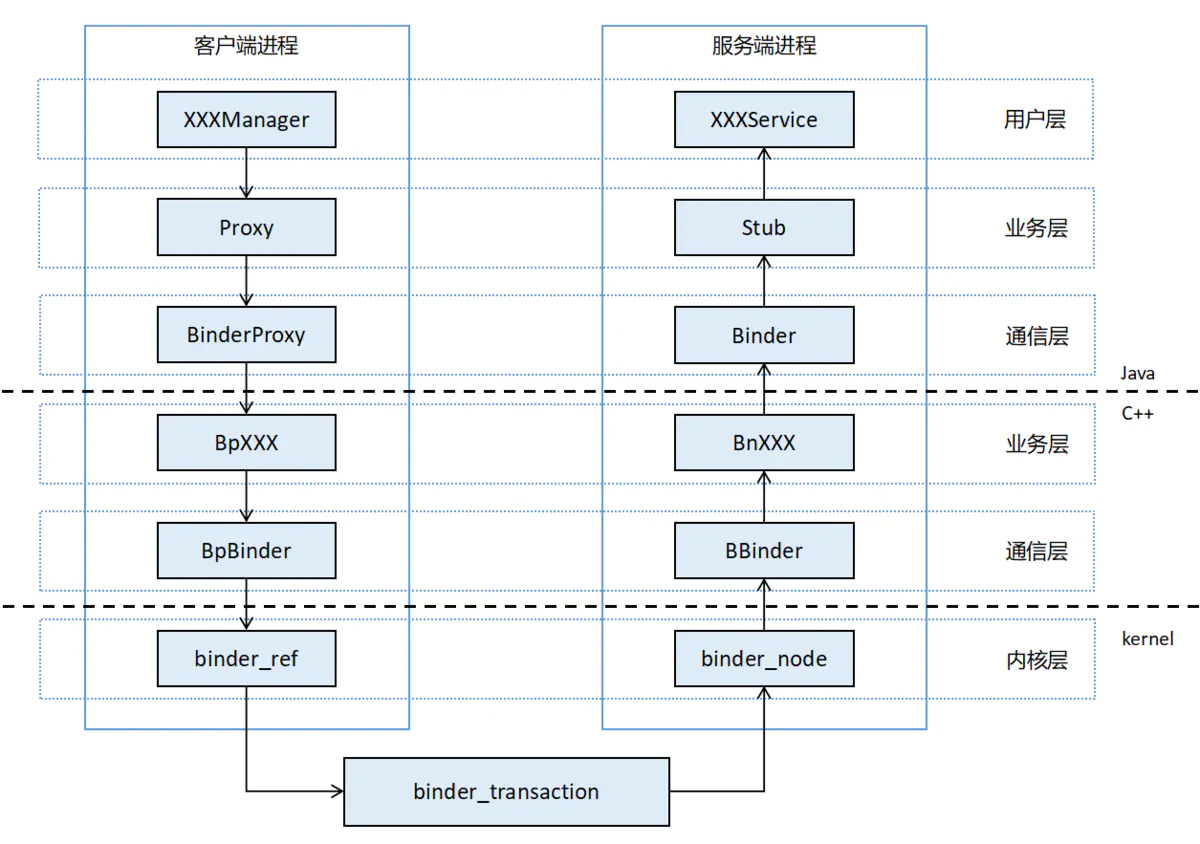 客户端进程
服务端进程
XXXManager
XXXService
用户层
Proxy
Stub
业务层
BinderProxy
Binder
通信层
Java
C++
BpXXX
BnXXX
业务层
BpBinder
BBinder
通信层
kernel
binder_ref
binder_node
内核层
binder_transaction